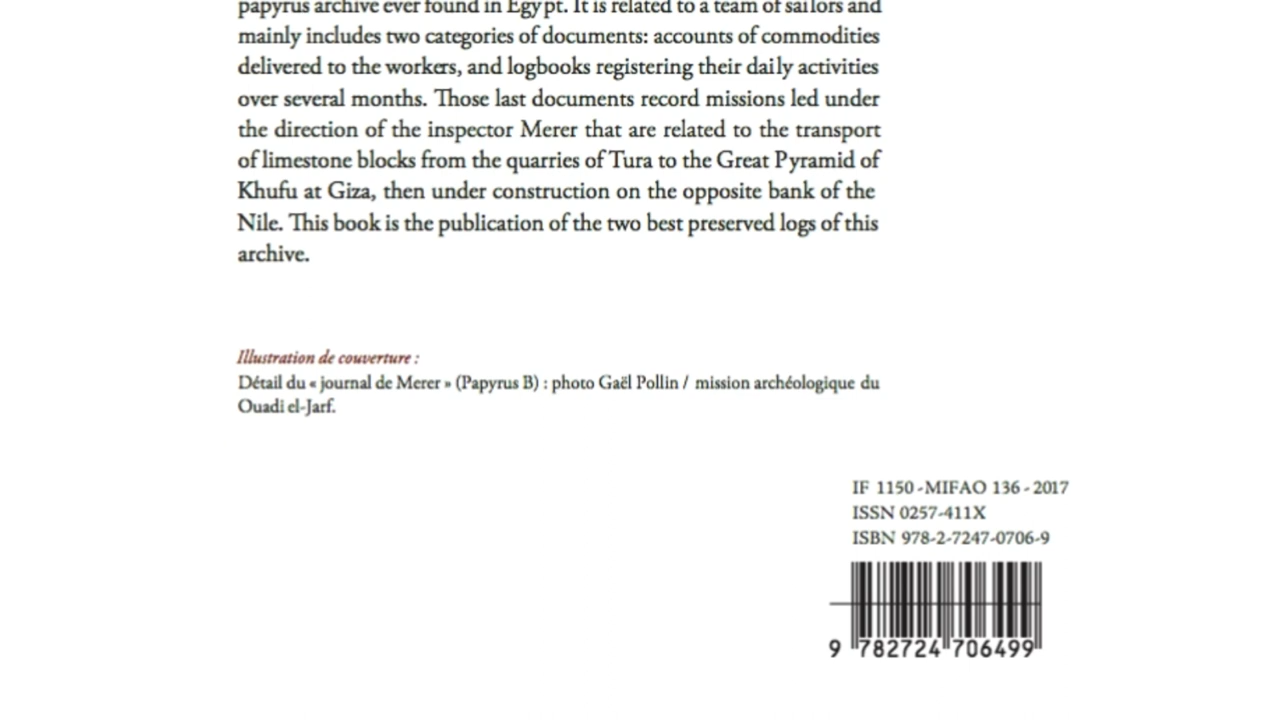 papyrus archive ever found in Egypt. It is related to a team of sailors and
mainly includes two categories of documents: accounts of commodities
delivered to the workers, and logbooks registering their daily activities
over several months. Those last documents record missions led under
the direction of the inspector Merer that are related to the transport
of limestone blocks from the quarries of Tura to the Great Pyramid of
Khufu at Giza, then under construction on the opposite bank of the
Nile. This book is the publication of the two best preserved logs of this
archive.
Illustration de couverture :
Détail du « journal de Merer » (Papyrus B) : photo Gaël Pollin / mission archéologique du
Ouadi el-Jarf.
IF 1150 - MIFAO 136 - 2017
ISSN 0257-411X
ISBN 978-2-7247-0706-9
9 782724 706499